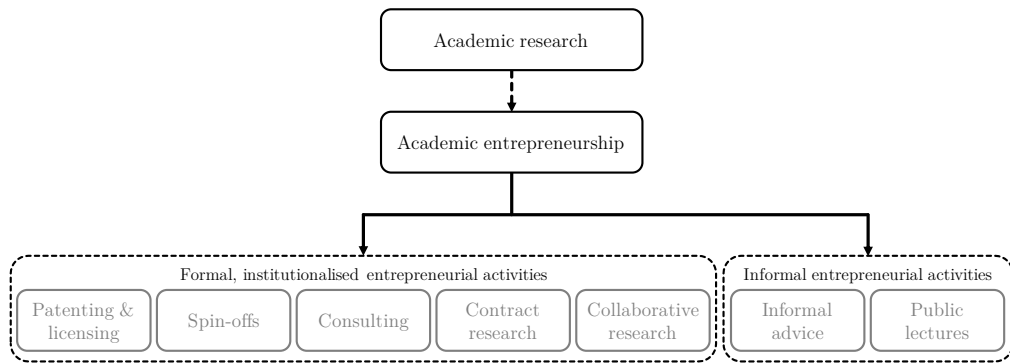 Academic research
Academic entrepreneurship
Formal, institutionalised entrepreneurial activities
Informal entrepreneurial activities
Patenting &
licensing
Spin-offs
Consulting
Contract
research
Collaborative
research
Informal
advice
Public
lectures